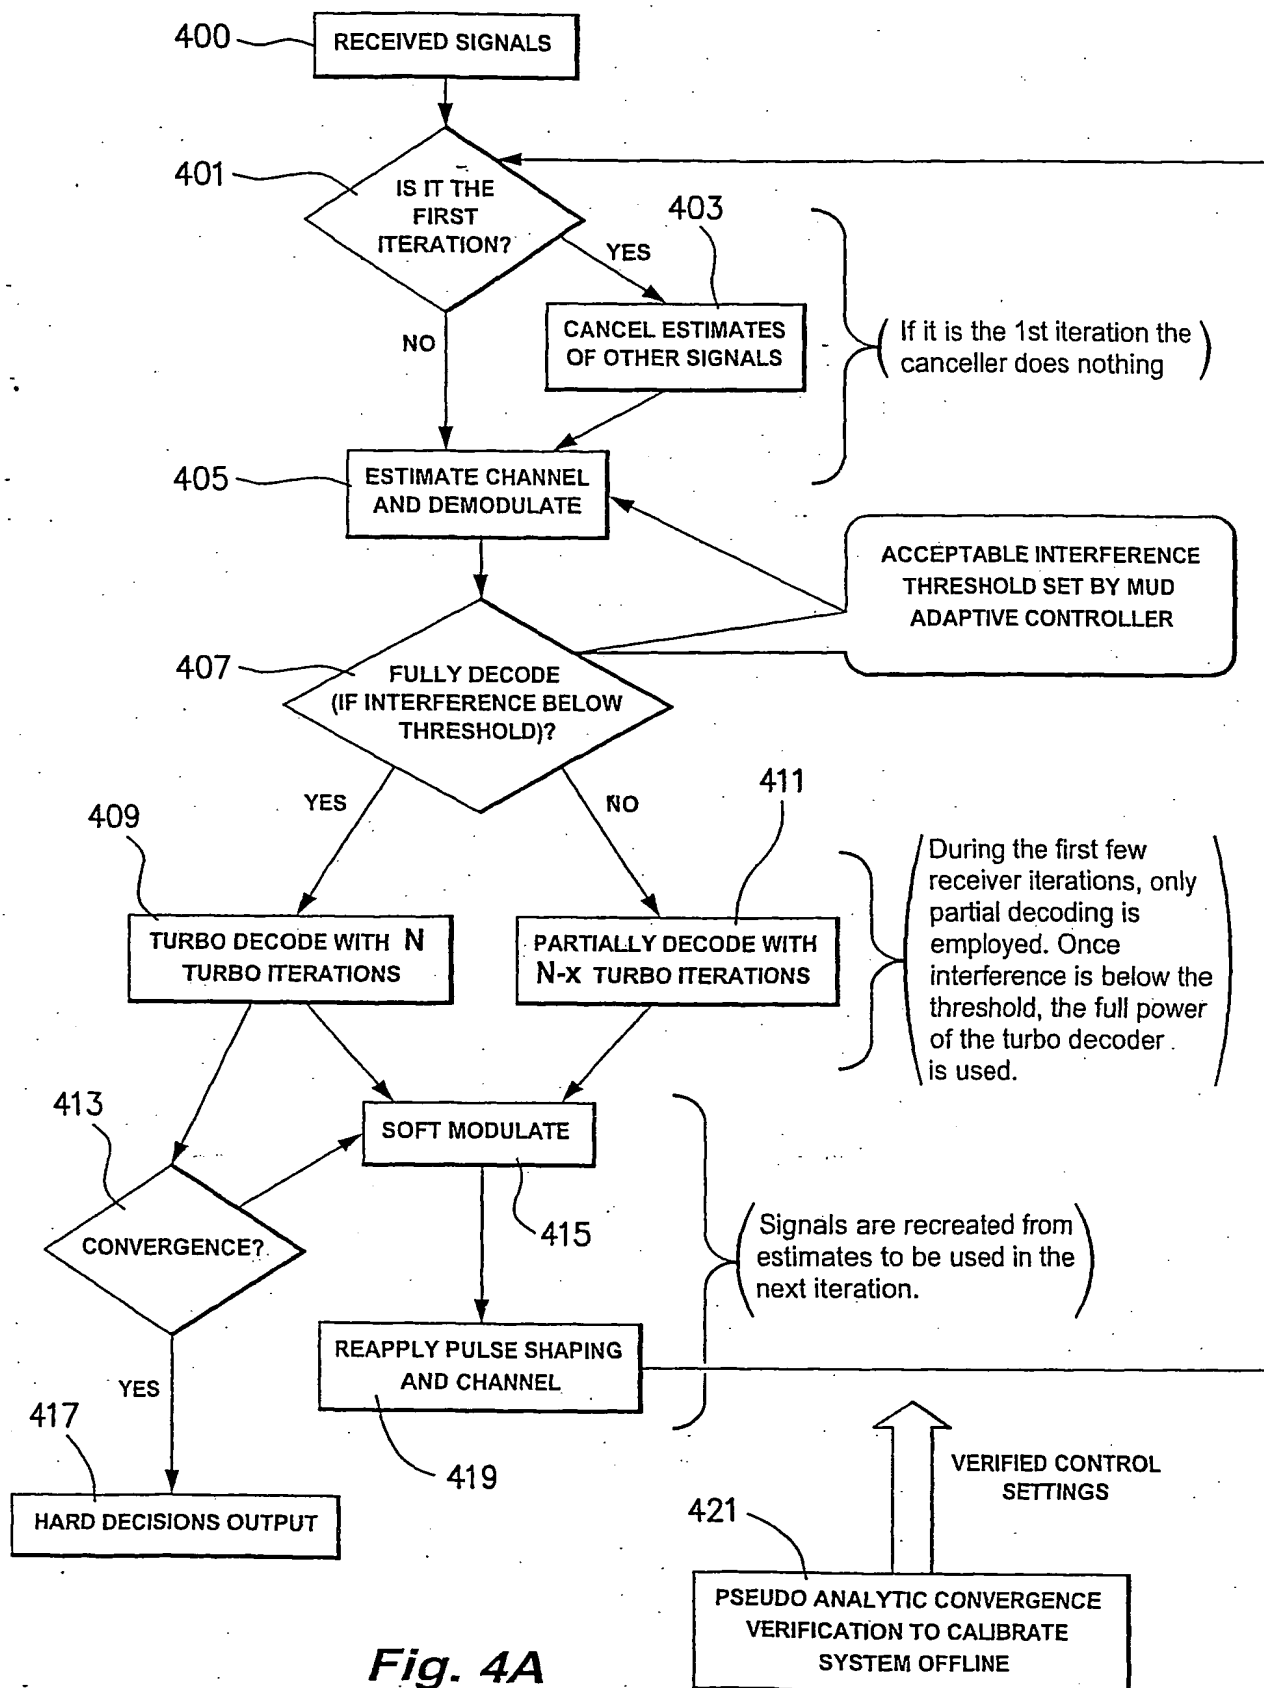 400
RECEIVED SIGNALS
401
IS IT THE
FIRST
ITERATION?
403
YES
NO
CANCEL ESTIMATES
OF OTHER SIGNALS
If it is the 1st iteration the
canceller does nothing
405
ESTIMATE CHANNEL
AND DEMODULATE
ACCEPTABLE INTERFERENCE
THRESHOLD SET BY MUD
ADAPTIVE CONTROLLER
407
FULLY DECODE
(IF INTERFERENCE BELOW
THRESHOLD)?
YES
NO
409
411
TURBO DECODE WITH N
TURBO ITERATIONS
PARTIALLY DECODE WITH
N-x TURBO ITERATIONS
During the first few
receiver iterations, only
partial decoding is
employed. Once
interference is below the
threshold, the full power
of the turbo decoder
is used.
413
SOFT MODULATE
415
CONVERGENCE?
Signals are recreated from
estimates to be used in the
next iteration.
REAPPLY PULSE SHAPING
AND CHANNEL
YES
417
419
HARD DECISIONS OUTPUT
VERIFIED CONTROL
SETTINGS
421
PSEUDO ANALYTIC CONVERGENCE
VERIFICATION TO CALIBRATE
SYSTEM OFFLINE
Fig. 4A